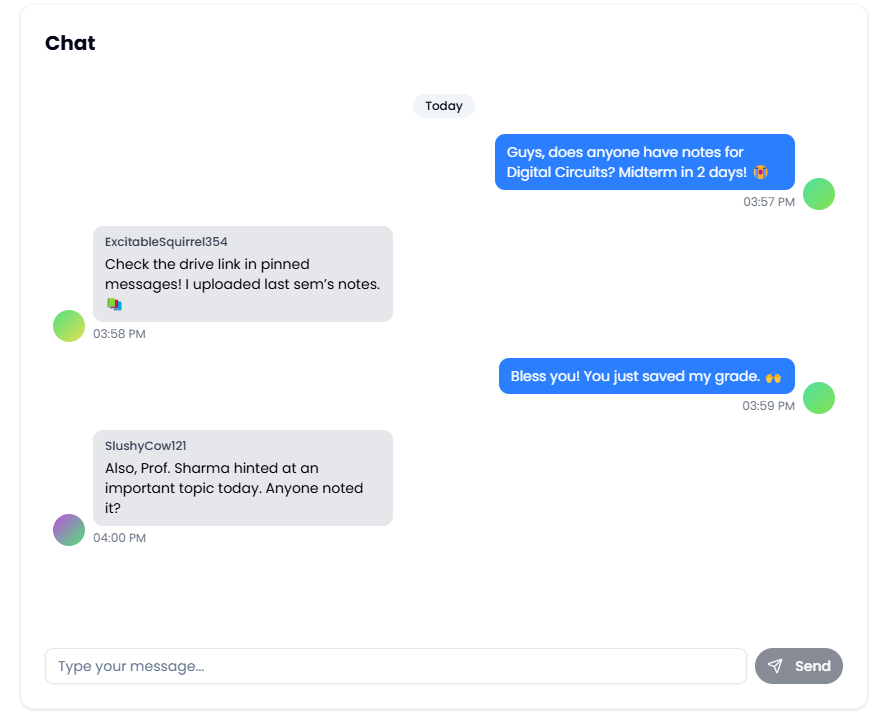 Chat
Today
Guys, does anyone have notes for
Digital Circuits? Midterm in 2 days! 😭
03:57 PM
ExcitableSquirrel354
Check the drive link in pinned
messages! I uploaded last sem’s notes.
📚
03:58 PM
Bless you! You just saved my grade. 🙌
03:59 PM
SlushyCow121
Also, Prof. Sharma hinted at an
important topic today. Anyone noted
it?
04:00 PM
Type your message...
Send